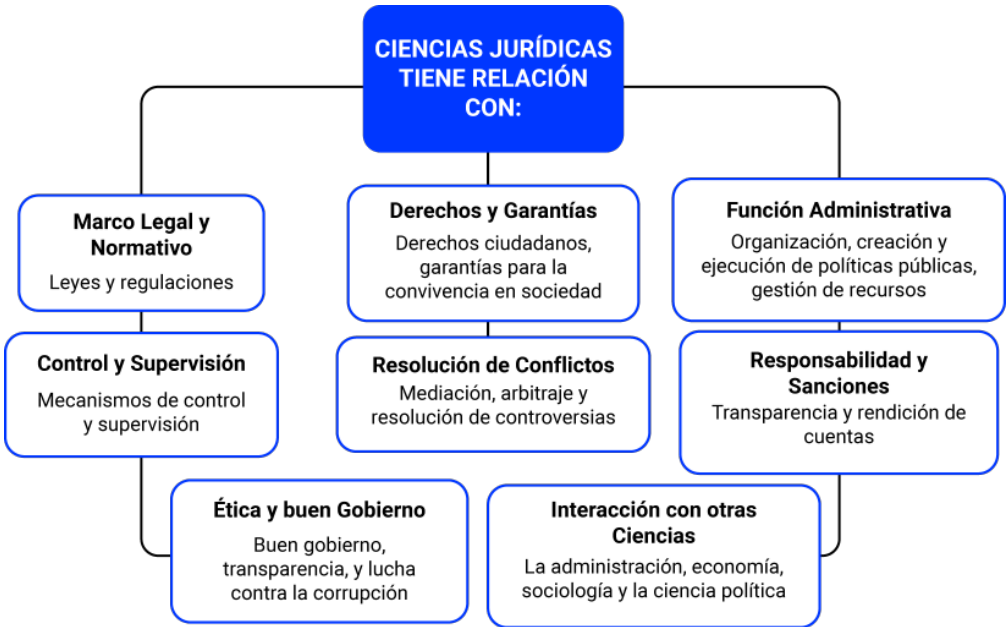 CIENCIAS JURÍDICAS
TIENE RELACIÓN
CON:
Marco Legal y
Normativo
Leyes y regulaciones
Derechos y Garantías
Derechos ciudadanos,
garantías para la
convivencia en sociedad
Función Administrativa
Organización, creación y
ejecución de políticas públicas,
gestión de recursos
Control y Supervisión
Mecanismos de control
y supervisión
Resolución de Conflictos
Mediación, arbitraje y
resolución de controversias
Responsabilidad y
Sanciones
Transparencia y rendición de
cuentas
Ética y buen Gobierno
Buen gobierno,
transparencia, y lucha
contra la corrupción
Interacción con otras
Ciencias
La administración, economía,
sociología y la ciencia política